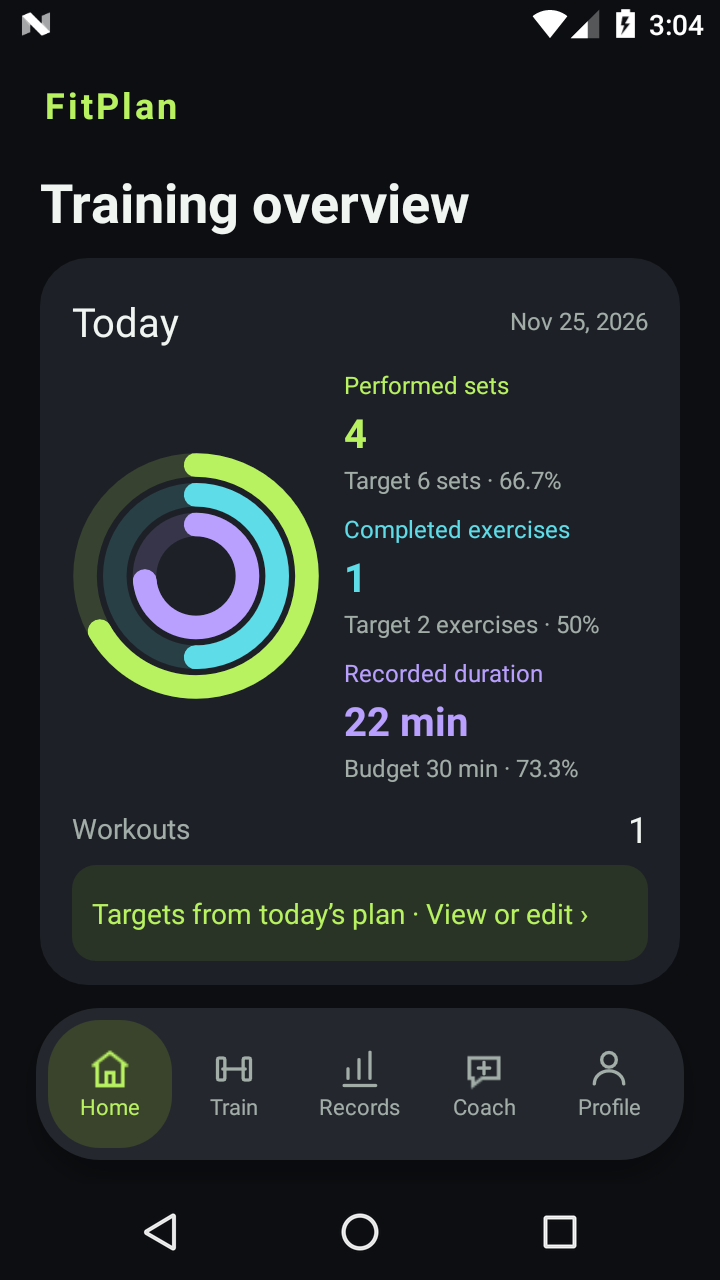 3:04
FitPlan
Training overview
Today
Nov 25, 2026
Performed sets
4
Target 6 sets · 66.7%
Completed exercises
1
Target 2 exercises · 50%
Recorded duration
22 min
Budget 30 min · 73.3%
Workouts
1
Targets from today’s plan · View or edit ›
Home
Train
Records
Coach
Profile